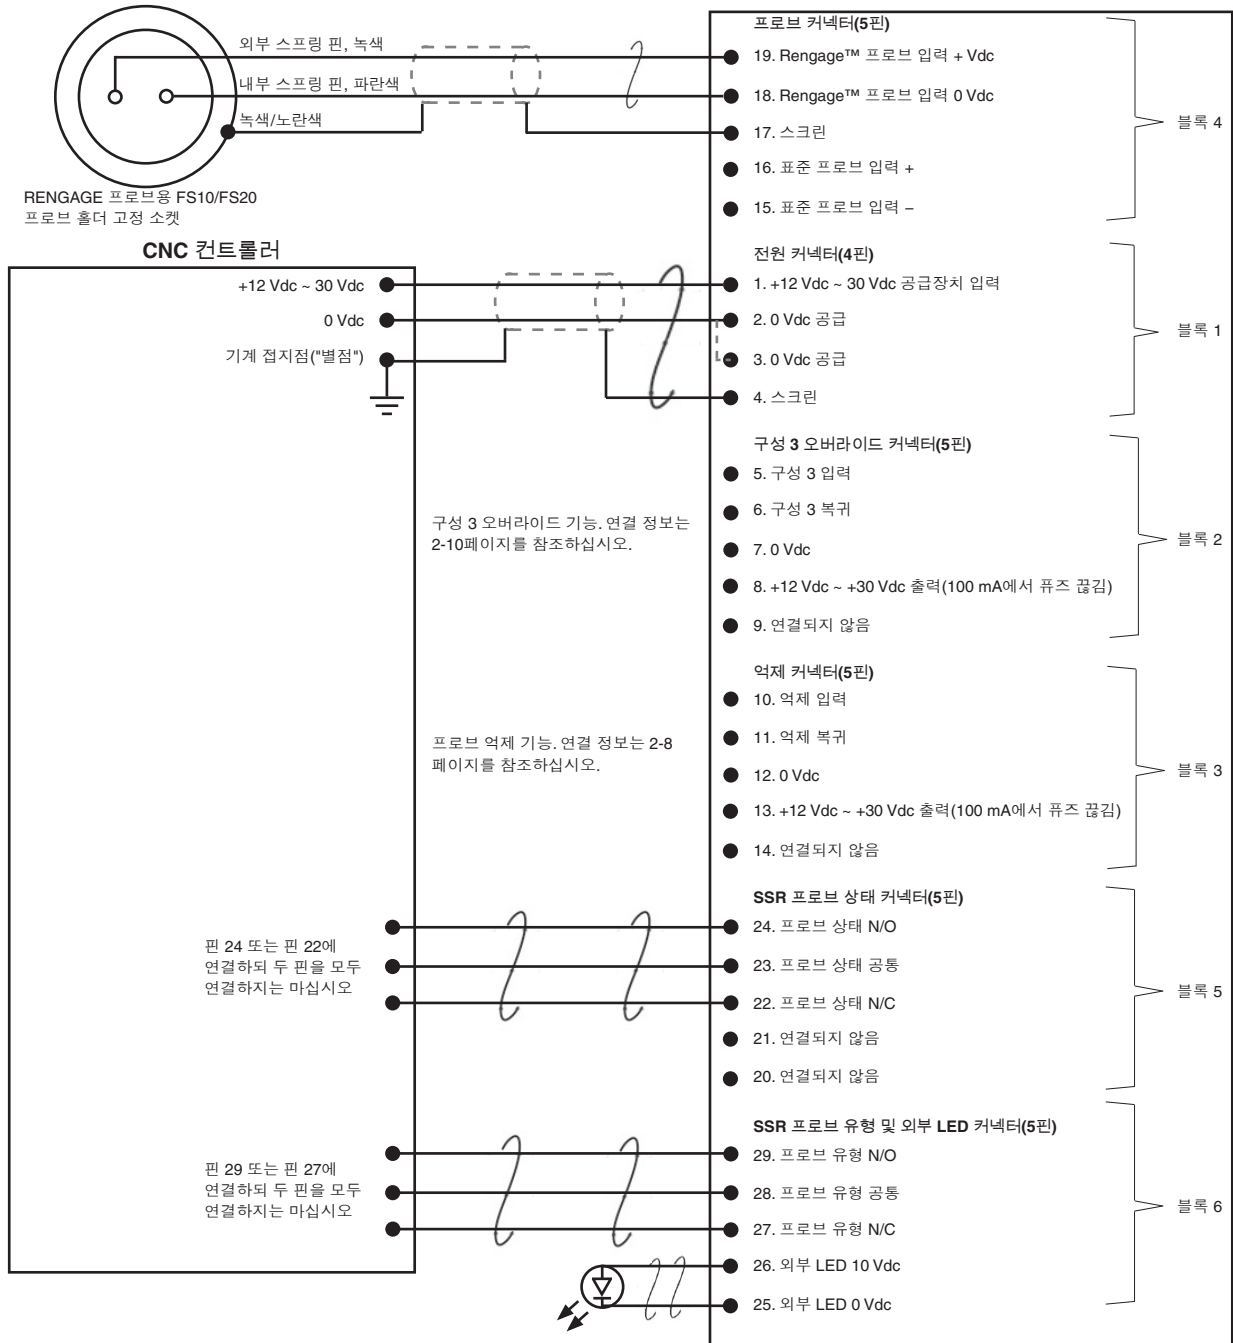 외부 스프링 핀, 녹색
내부 스프링 핀, 파란색
녹색/노란색
RENGAGE 프로브용 FS10/FS20
프로브 홀더 고정 소켓
프로브 커넥터(5핀)
19. Rengage™ 프로브 입력 + Vdc
18. Rengage™ 프로브 입력 0 Vdc
17. 스크린
16. 표준 프로브 입력 +
15. 표준 프로브 입력 –
블록 4
CNC 컨트롤러
+12 Vdc ~ 30 Vdc
0 Vdc
기계 접지점("별점")
전원 커넥터(4핀)
1. +12 Vdc ~ 30 Vdc 공급장치 입력
2. 0 Vdc 공급
3. 0 Vdc 공급
4. 스크린
블록 1
구성 3 오버라이드 기능. 연결 정보는
2-10페이지를 참조하십시오.
구성 3 오버라이드 커넥터(5핀)
5. 구성 3 입력
6. 구성 3 복귀
7. 0 Vdc
8. +12 Vdc ~ +30 Vdc 출력(100 mA에서 퓨즈 끊김)
9. 연결되지 않음
블록 2
프로브 억제 기능. 연결 정보는 2-8
페이지를 참조하십시오.
억제 커넥터(5핀)
10. 억제 입력
11. 억제 복귀
12. 0 Vdc
13. +12 Vdc ~ +30 Vdc 출력(100 mA에서 퓨즈 끊김)
14. 연결되지 않음
블록 3
핀 24 또는 핀 22에
연결하되 두 핀을 모두
연결하지는 마십시오
SSR 프로브 상태 커넥터(5핀)
24. 프로브 상태 N/O
23. 프로브 상태 공통
22. 프로브 상태 N/C
21. 연결되지 않음
20. 연결되지 않음
블록 5
핀 29 또는 핀 27에
연결하되 두 핀을 모두
연결하지는 마십시오
SSR 프로브 유형 및 외부 LED 커넥터(5핀)
29. 프로브 유형 N/O
28. 프로브 유형 공통
27. 프로브 유형 N/C
26. 외부 LED 10 Vdc
25. 외부 LED 0 Vdc
블록 6